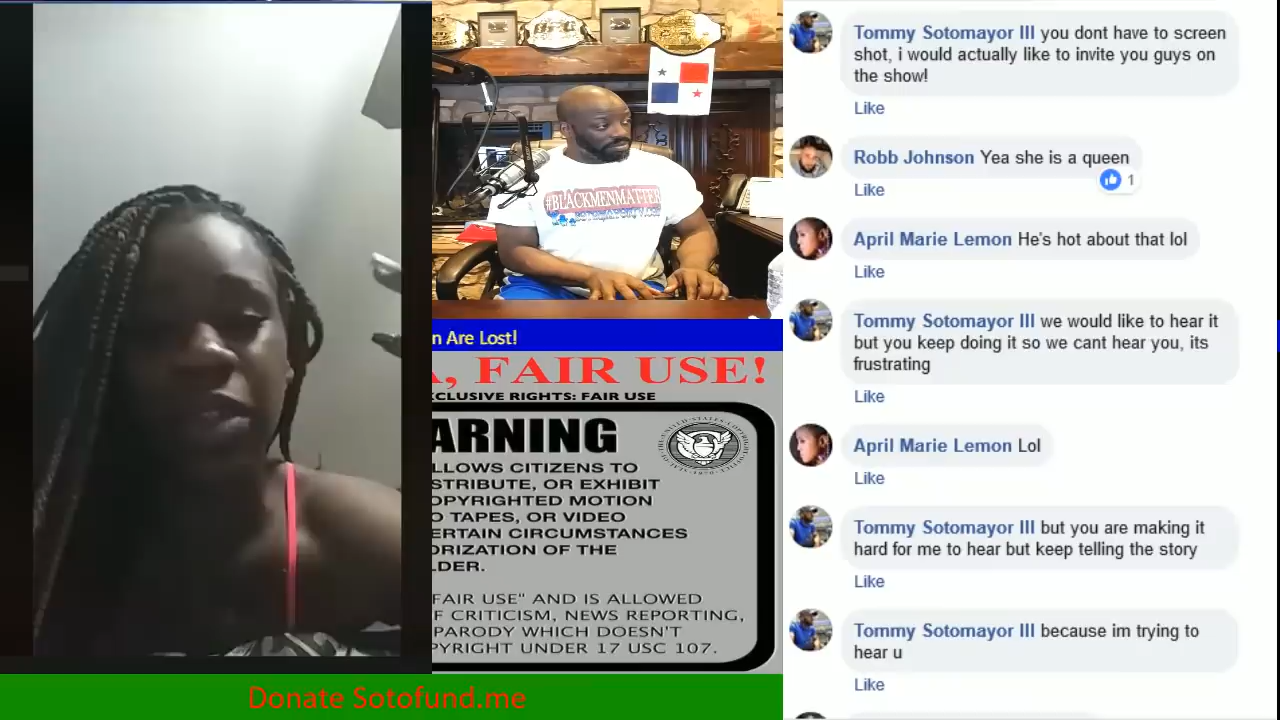 #BLACKMENMATTER
n Are Lost!
, FAIR USE!
CLUSIVE RIGHTS: FAIR USE
ARNING
LLOWS CITIZENS TO
STRIBUTE, OR EXHIBIT
OPYRIGHTED MOTION
O TAPES, OR VIDEO
ERTAIN CIRCUMSTANCES
ORIZATION OF THE
LDER.
FAIR USE" AND IS ALLOWED
F CRITICISM, NEWS REPORTING,
PARODY WHICH DOESN'T
PYRIGHT UNDER 17 USC 107.
Donate Sotofund.me
Tommy Sotomayor III you dont have to screen
shot, i would actually like to invite you guys on
the show!
Like
Robb Johnson Yea she is a queen
1
Like
April Marie Lemon He's hot about that lol
Like
Tommy Sotomayor III we would like to hear it
but you keep doing it so we cant hear you, its
frustrating
Like
April Marie Lemon Lol
Like
Tommy Sotomayor III but you are making it
hard for me to hear but keep telling the story
Like
Tommy Sotomayor III because im trying to
hear u
Like